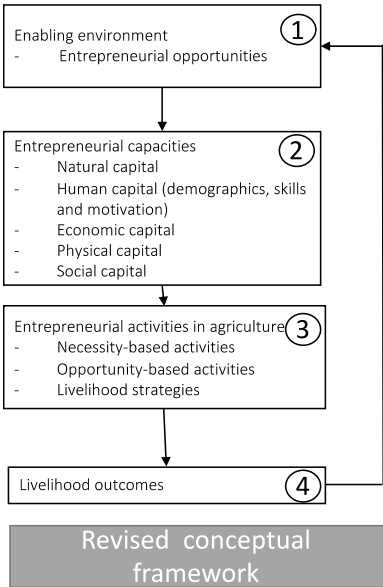 1
Enabling environment
- Entrepreneurial opportunities
2
Entrepreneurial capacities
- Natural capital
- Human capital (demographics, skills
and motivation)
- Economic capital
- Physical capital
- Social capital
Entrepreneurial activities in agriculture 3
- Necessity-based activities
- Opportunity-based activities
- Livelihood strategies
Livelihood outcomes 4
Revised conceptual
framework